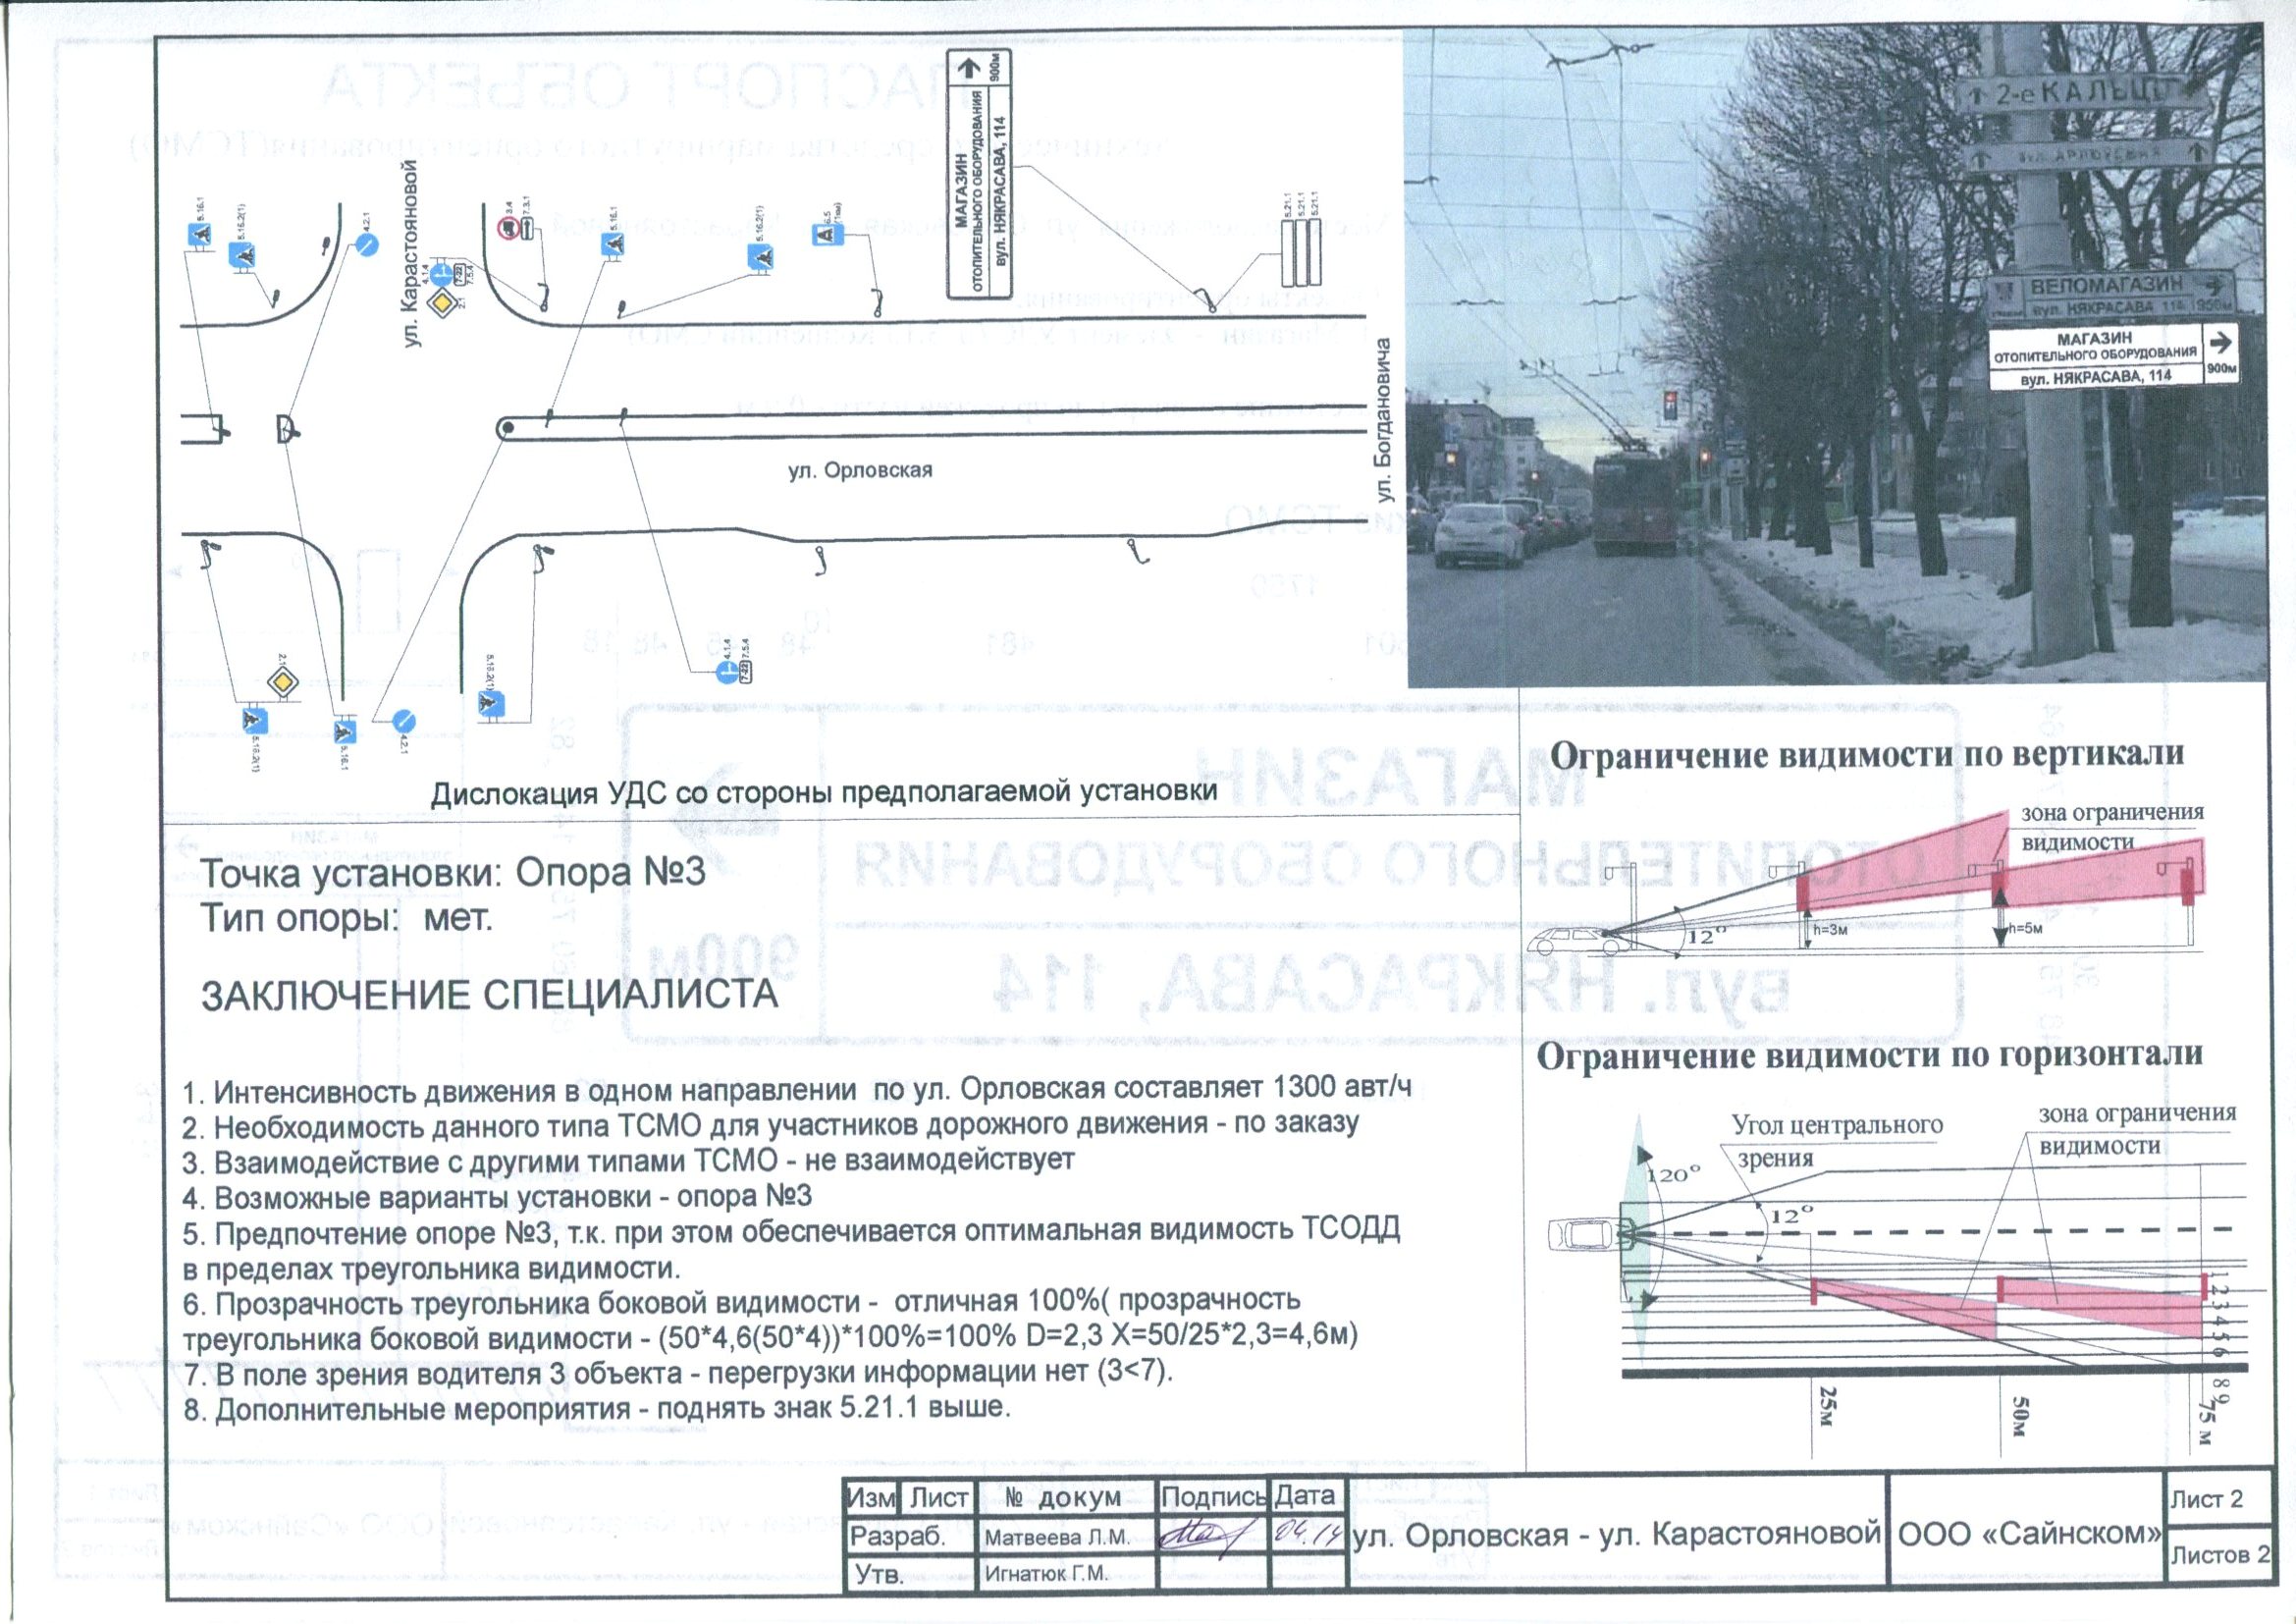 МАГАЗИН
ОТОПИТЕЛЬНОГО ОБОРУДОВАНИЯ
вул. НЯКРАСАВА, 114
900м
5.16.1
5.16.2(1)
4.2.1
ул. Карастояновой
4.1.4
7.5.4
2.1
3.4
7.3.1
5.16.1
5.16.2(1)
6.5
5.21.1
5.21.1
5.21.1
ул. Богдановича
ул. Орловская
2.1
5.16.2(1)
5.16.1
4.2.1
5.16.2(1)
4.1.4
7.5.4
Дислокация УДС со стороны предполагаемой установки
2-е КАЛЬЦО
ВЕЛОМАГАЗИН
вул. НЯКРАСАВА 114 950м
МАГАЗИН
ОТОПИТЕЛЬНОГО ОБОРУДОВАНИЯ
вул. НЯКРАСАВА, 114
900м
Точка установки: Опора №3
Тип опоры: мет.
ЗАКЛЮЧЕНИЕ СПЕЦИАЛИСТА
1. Интенсивность движения в одном направлении по ул. Орловская составляет 1300 авт/ч
2. Необходимость данного типа ТСМО для участников дорожного движения - по заказу
3. Взаимодействие с другими типами ТСМО - не взаимодействует
4. Возможные варианты установки - опора №3
5. Предпочтение опоре №3, т.к. при этом обеспечивается оптимальная видимость ТСОДД
в пределах треугольника видимости.
6. Прозрачность треугольника боковой видимости - отличная 100%( прозрачность
треугольника боковой видимости - (50*4,6(50*4))*100%=100% D=2,3 X=50/25*2,3=4,6м)
7. В поле зрения водителя 3 объекта - перегрузки информации нет (3<7).
8. Дополнительные мероприятия - поднять знак 5.21.1 выше.
Ограничение видимости по вертикали
зона ограничения
видимости
12°
h=3м
h=5м
Ограничение видимости по горизонтали
Угол центрального
зрения
зона ограничения
видимости
120°
12°
1 2 3 4 5 6 8 9
25м
50м
75 м
Изм Лист № докум Подпись Дата
Разраб. Матвеева Л.М. 04.14
Утв. Игнатюк Г.М.
ул. Орловская - ул. Карастояновой
ООО «Сайнском»
Лист 2
Листов 2